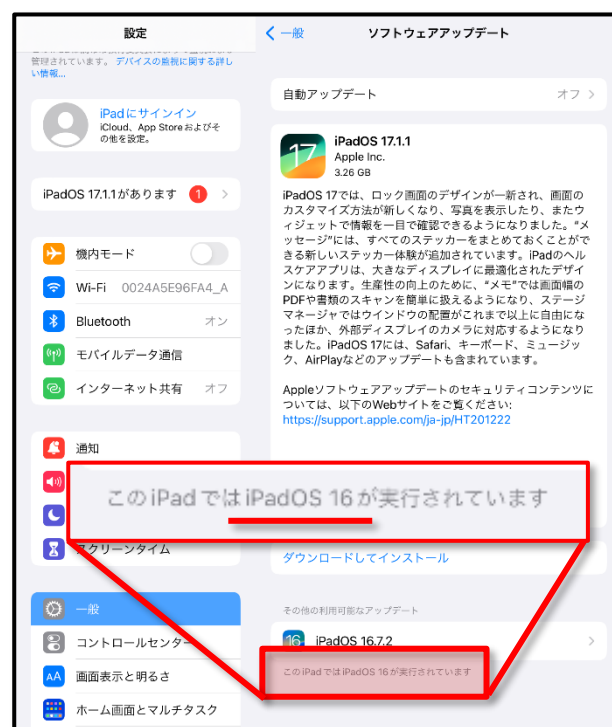 設定
管理されています。デバイスの監視に関する詳し
い情報...
iPadにサインイン
iCloud、App Storeおよびそ
の他を設定。
iPadOS 17.1.1があります 1
機内モード
Wi-Fi 0024A5E96FA4_A
Bluetooth オン
モバイルデータ通信
インターネット共有 オフ
通知
スクリーンタイム
一般
コントロールセンター
AA 画面表示と明るさ
ホーム画面とマルチタスク
一般 ソフトウェアアップデート
自動アップデート オフ
17
iPadOS 17.1.1
Apple Inc.
3.26 GB
iPadOS 17では、ロック画面のデザインが一新され、画面の
カスタマイズ方法が新しくなり、写真を表示したり、またウ
ィジェットで情報を一目で確認できるようになりました。“メ
ッセージ”には、すべてのステッカーをまとめておくことがで
きる新しいステッカー体験が追加されています。iPadのヘル
スケアアプリは、大きなディスプレイに最適化されたデザイ
ンになります。生産性の向上のために、“メモ”では画面幅の
PDFや書類のスキャンを簡単に扱えるようになり、ステージ
マネージャではウインドウの配置がこれまで以上に自由にな
ったほか、外部ディスプレイのカメラに対応するようになり
ました。iPadOS 17には、Safari、キーボード、ミュージッ
ク、AirPlayなどのアップデートも含まれています。
Appleソフトウェアアップデートのセキュリティコンテンツに
ついては、以下のWebサイトをご覧ください:
https://support.apple.com/ja-jp/HT201222
このiPadではiPadOS 16が実行されています
ダウンロードしてインストール
その他の利用可能なアップデート
16 iPadOS 16.7.2
このiPadではiPadOS 16が実行されています